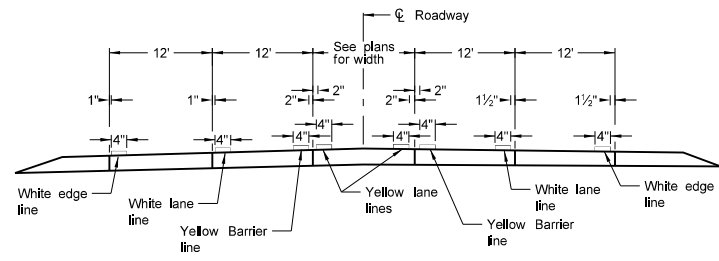 ℄ Roadway
12'
12'
See plans
for width
12'
12'
1"
1"
2"
2"
2"
2"
1½"
1½"
4"
4"
4"
4"
4"
4"
4"
4"
White edge
line
White lane
line
Yellow Barrier
line
Yellow lane
lines
Yellow Barrier
line
White lane
line
White edge
line